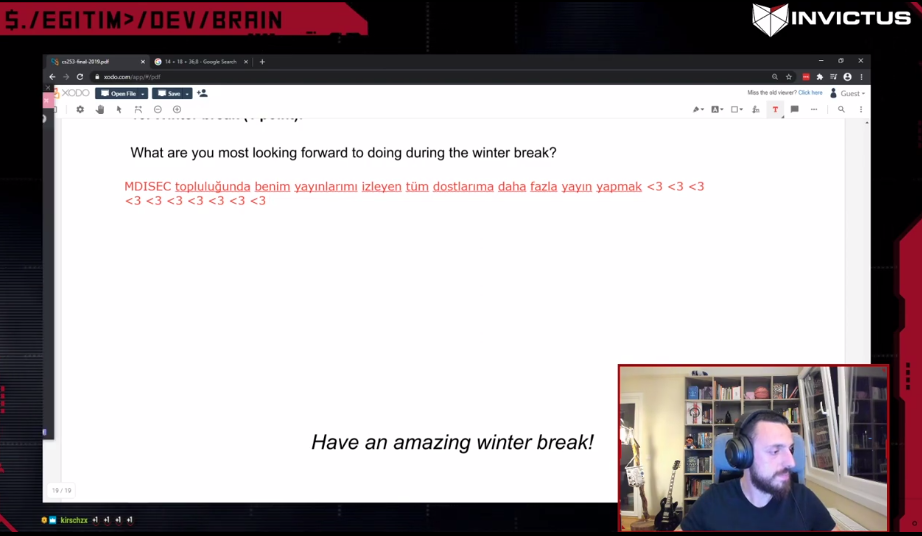 $./EGITIM>/DEV/BRAIN
INVICTUS
cs253-final-2019.pdf
14 + 18 + 36,8 - Google Search
xodo.com/app/#/pdf
XODO
Open File
Save
Miss the old viewer? Click here
Guest
What are you most looking forward to doing during the winter break?
MDISEC topluluğunda benim yayınlarımı izleyen tüm dostlarıma daha fazla yayın yapmak <3 <3 <3
<3 <3 <3 <3 <3 <3 <3
Have an amazing winter break!
19 / 19
kirschzx